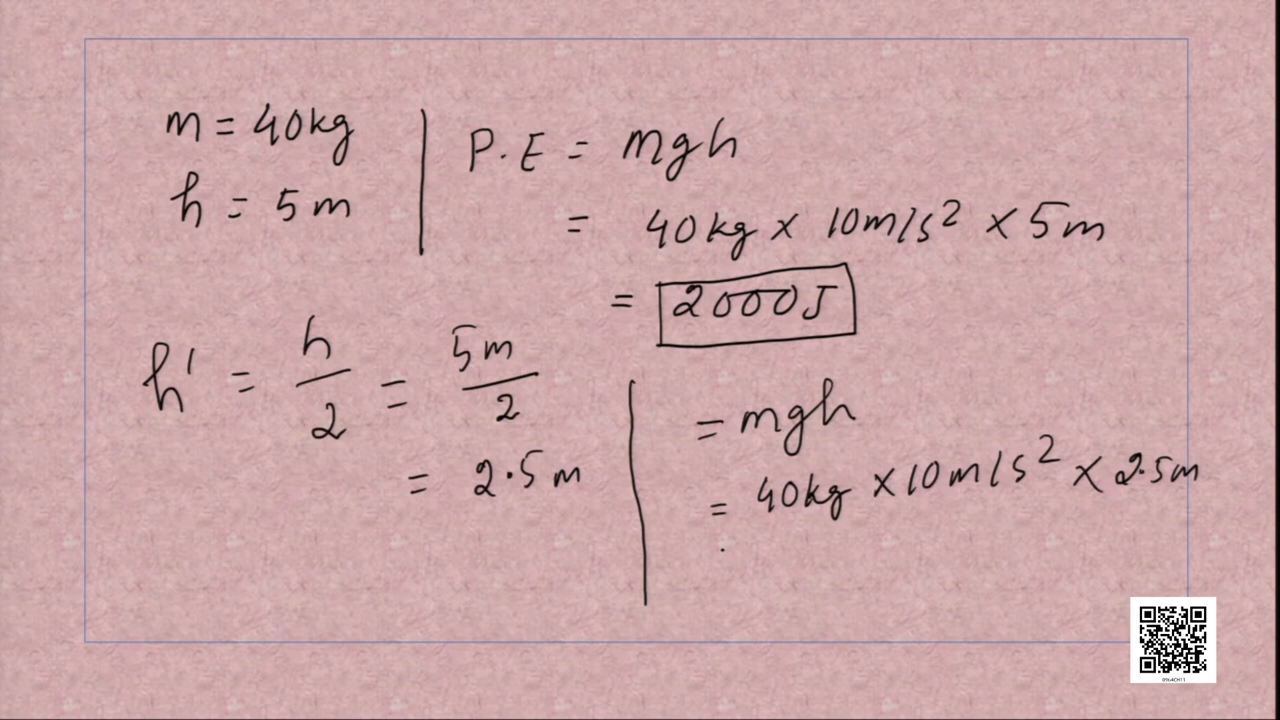 m = 40kg
h = 5m
P.E = mgh
= 40kg x 10m/s² x 5m
= 2000J
h' = h/2 = 5m/2
= 2.5m
= mgh
= 40kg x 10m/s² x 2.5m